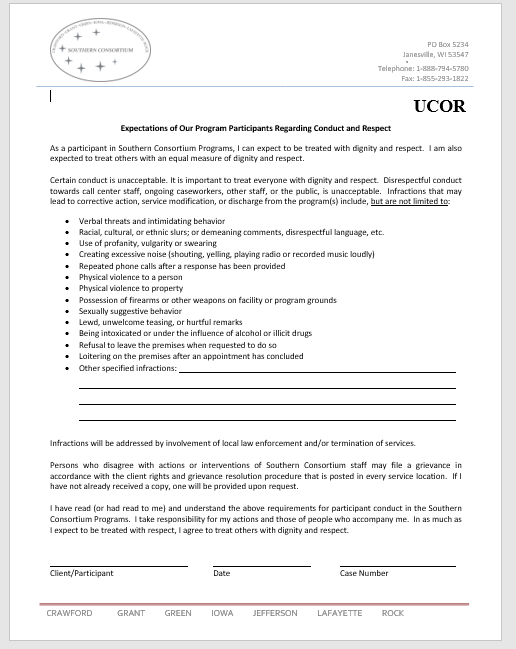 CRAWFORD-GRANT-GREEN-IOWA-JEFFERSON-LAFAYETTE-ROCK
SOUTHERN CONSORTIUM
PO Box 5234
Janesville, WI 53547
Telephone: 1-888-794-5780
Fax: 1-855-293-1822
UCOR
Expectations of Our Program Participants Regarding Conduct and Respect
As a participant in Southern Consortium Programs, I can expect to be treated with dignity and respect. I am also
expected to treat others with an equal measure of dignity and respect.
Certain conduct is unacceptable. It is important to treat everyone with dignity and respect. Disrespectful conduct
towards call center staff, ongoing caseworkers, other staff, or the public, is unacceptable. Infractions that may
lead to corrective action, service modification, or discharge from the program(s) include, but are not limited to:
• Verbal threats and intimidating behavior
• Racial, cultural, or ethnic slurs; or demeaning comments, disrespectful language, etc.
• Use of profanity, vulgarity or swearing
• Creating excessive noise (shouting, yelling, playing radio or recorded music loudly)
• Repeated phone calls after a response has been provided
• Physical violence to a person
• Physical violence to property
• Possession of firearms or other weapons on facility or program grounds
• Sexually suggestive behavior
• Lewd, unwelcome teasing, or hurtful remarks
• Being intoxicated or under the influence of alcohol or illicit drugs
• Refusal to leave the premises when requested to do so
• Loitering on the premises after an appointment has concluded
• Other specified infractions:
Infractions will be addressed by involvement of local law enforcement and/or termination of services.
Persons who disagree with actions or interventions of Southern Consortium staff may file a grievance in
accordance with the client rights and grievance resolution procedure that is posted in every service location. If I
have not already received a copy, one will be provided upon request.
I have read (or had read to me) and understand the above requirements for participant conduct in the Southern
Consortium Programs. I take responsibility for my actions and those of people who accompany me. In as much as
I expect to be treated with respect, I agree to treat others with dignity and respect.
Client/Participant Date Case Number
CRAWFORD GRANT GREEN IOWA JEFFERSON LAFAYETTE ROCK